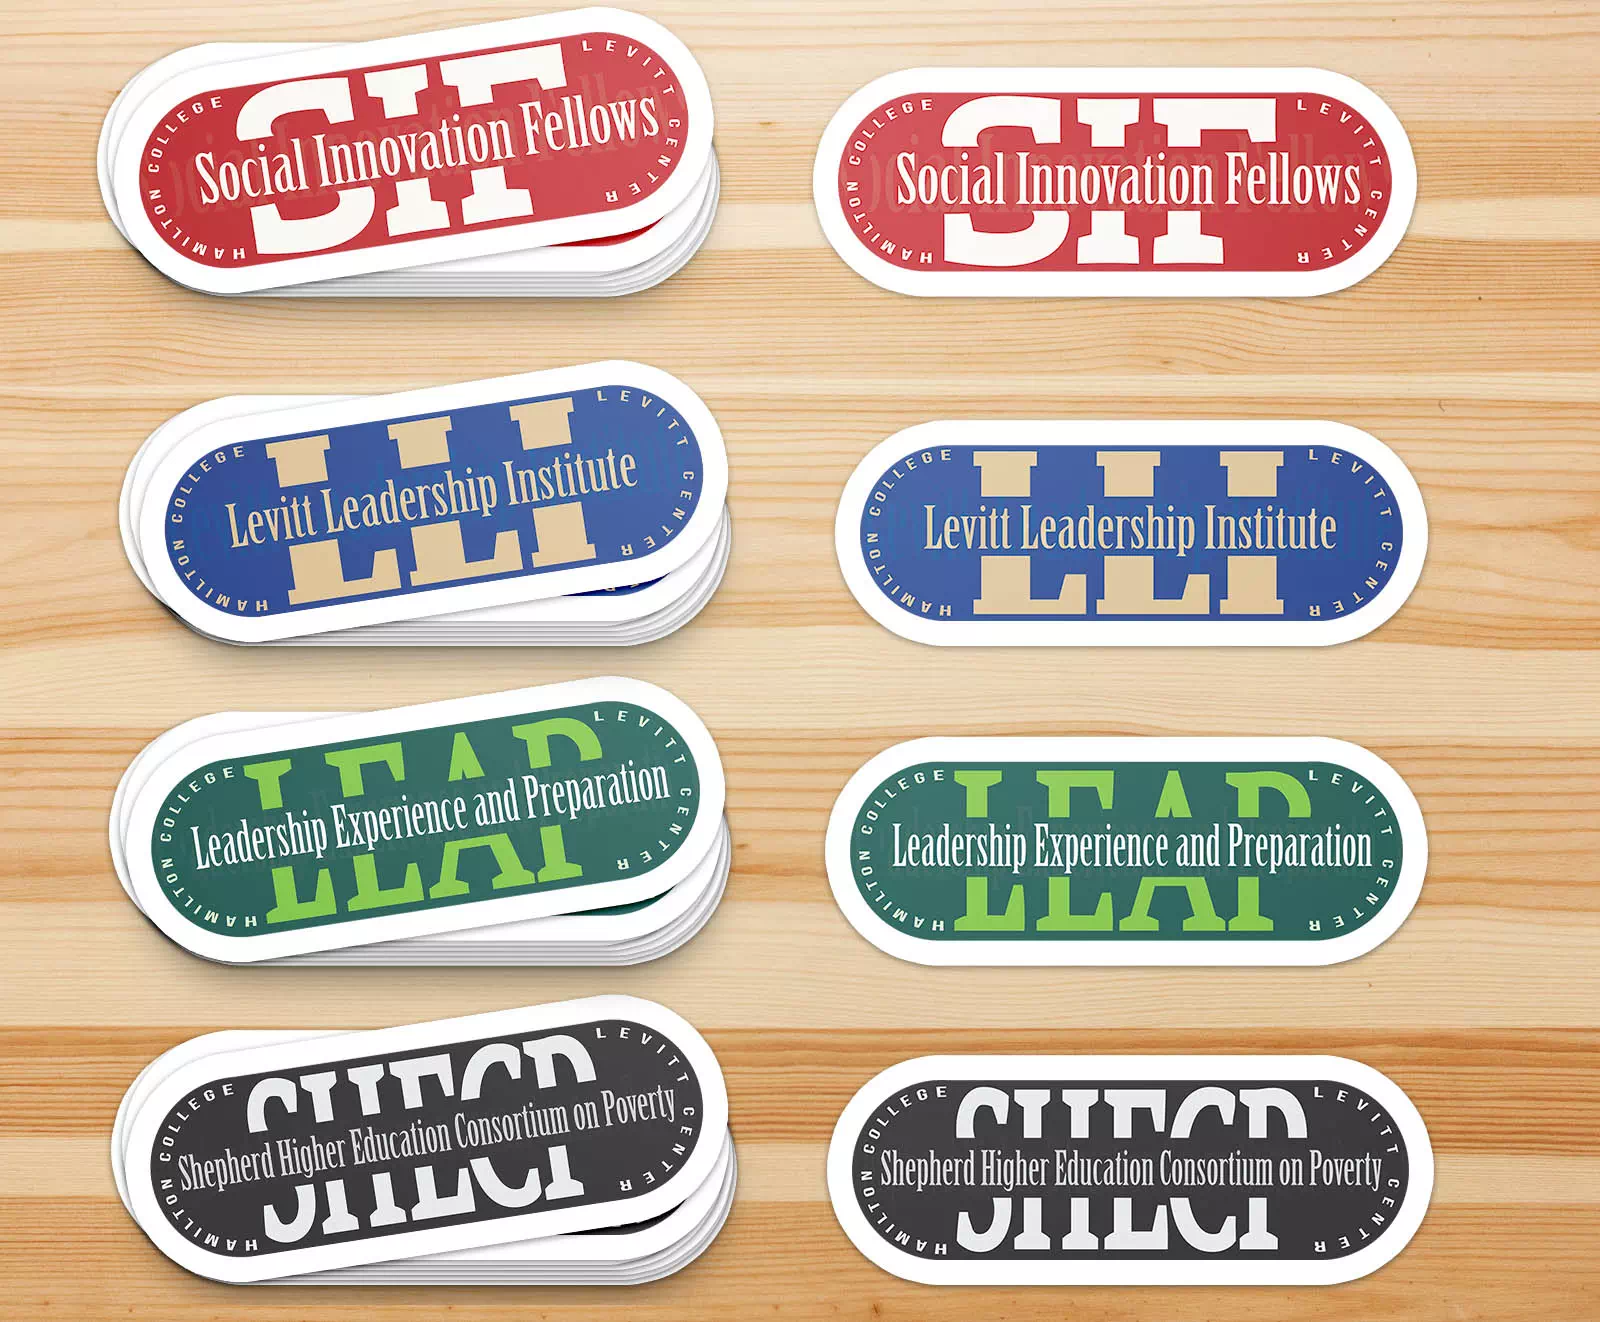 HAMILTON COLLEGE
SIF
Social Innovation Fellows
LEVITT CENTER
HAMILTON COLLEGE
SIF
Social Innovation Fellows
LEVITT CENTER
HAMILTON COLLEGE
LLI
Levitt Leadership Institute
LEVITT CENTER
HAMILTON COLLEGE
LLI
Levitt Leadership Institute
LEVITT CENTER
HAMILTON COLLEGE
LEAP
Leadership Experience and Preparation
LEVITT CENTER
HAMILTON COLLEGE
LEAP
Leadership Experience and Preparation
LEVITT CENTER
HAMILTON COLLEGE
SHECP
Shepherd Higher Education Consortium on Poverty
LEVITT CENTER
HAMILTON COLLEGE
SHECP
Shepherd Higher Education Consortium on Poverty
LEVITT CENTER